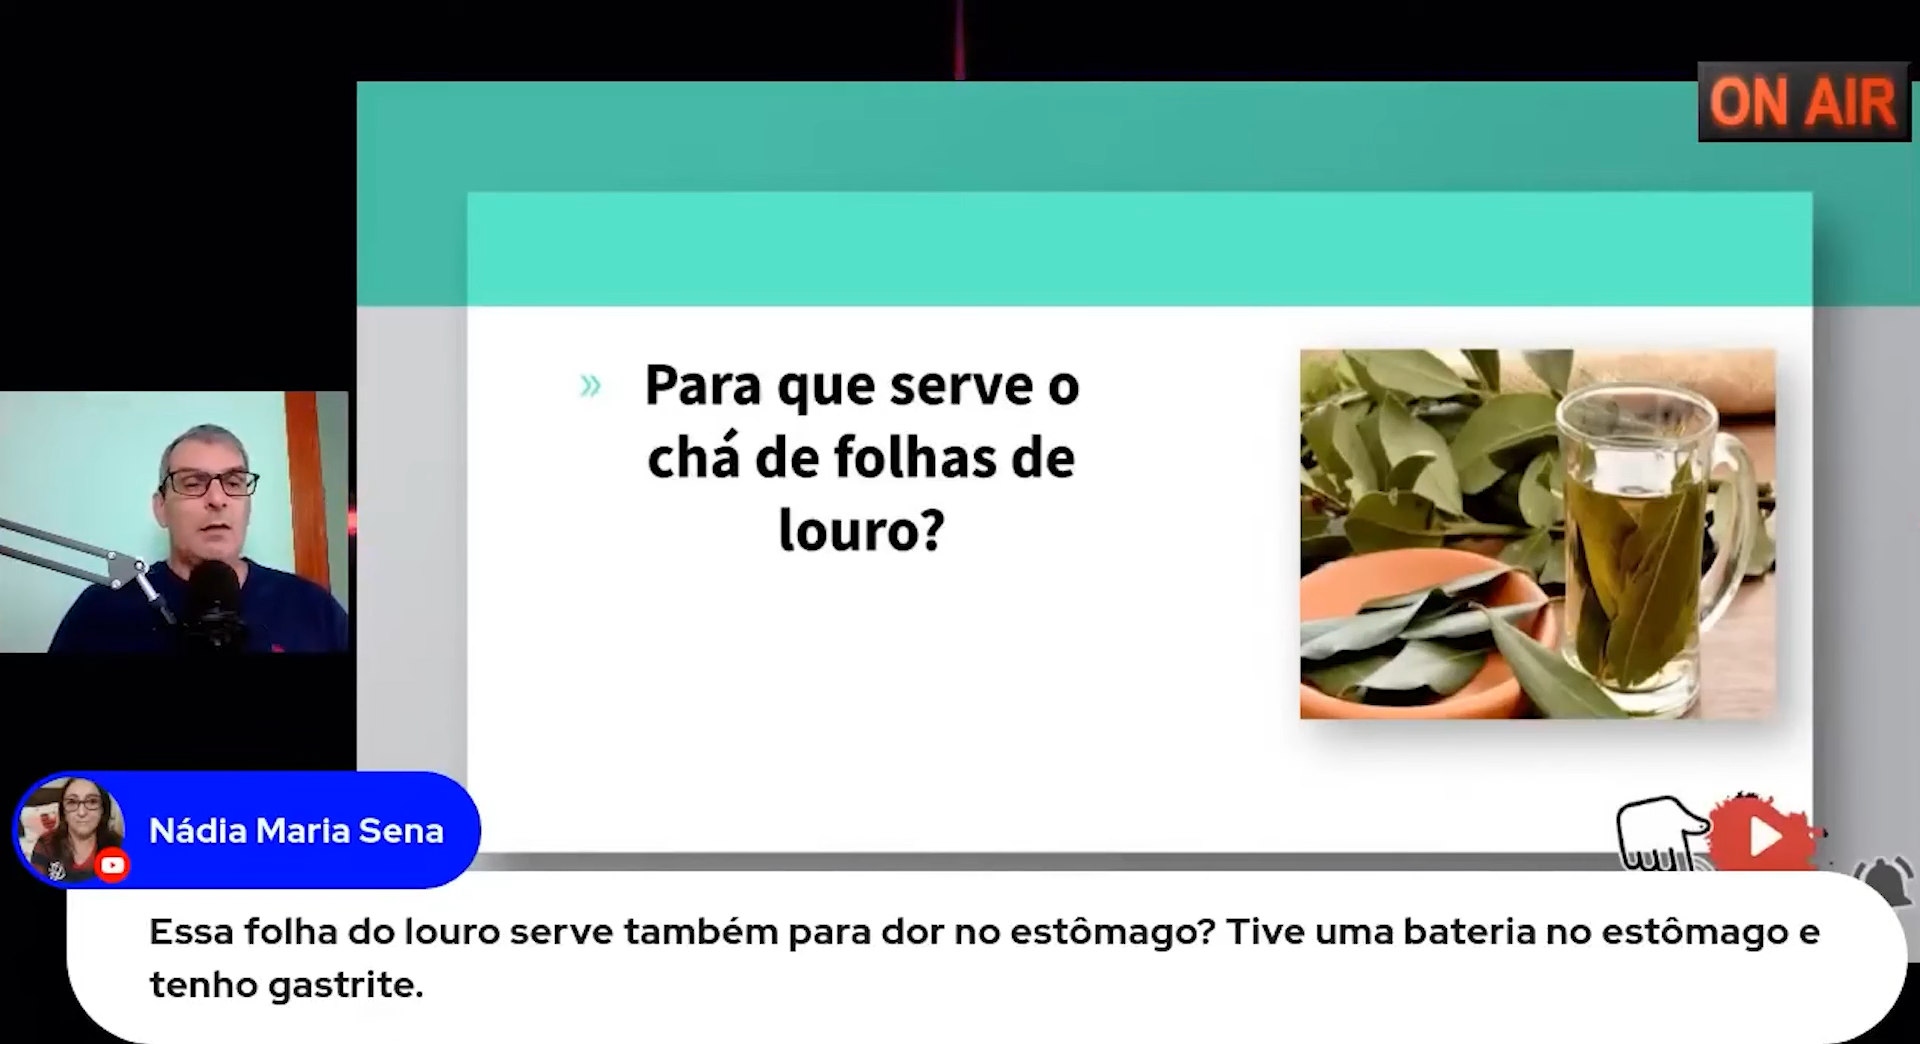 ON AIR
» Para que serve o
chá de folhas de
louro?
Nádia Maria Sena
Essa folha do louro serve também para dor no estômago? Tive uma bateria no estômago e
tenho gastrite.